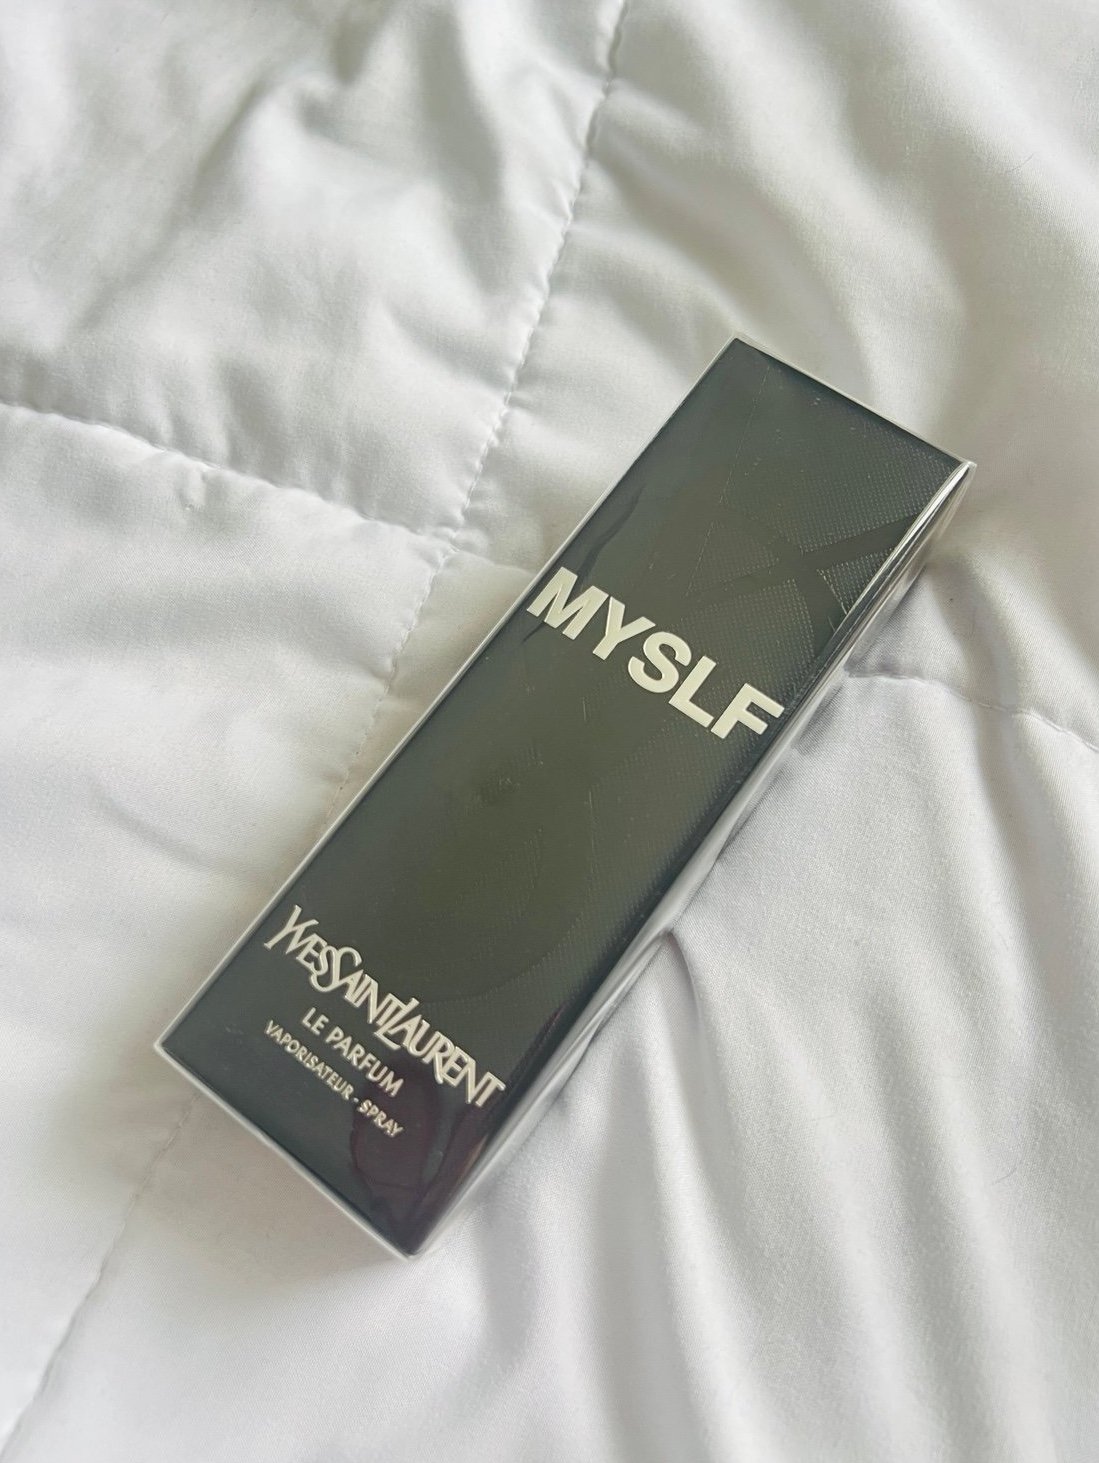 MYSLF
YVESSAINTLAURENT
LE PARFUM
VAPORISATEUR - SPRAY